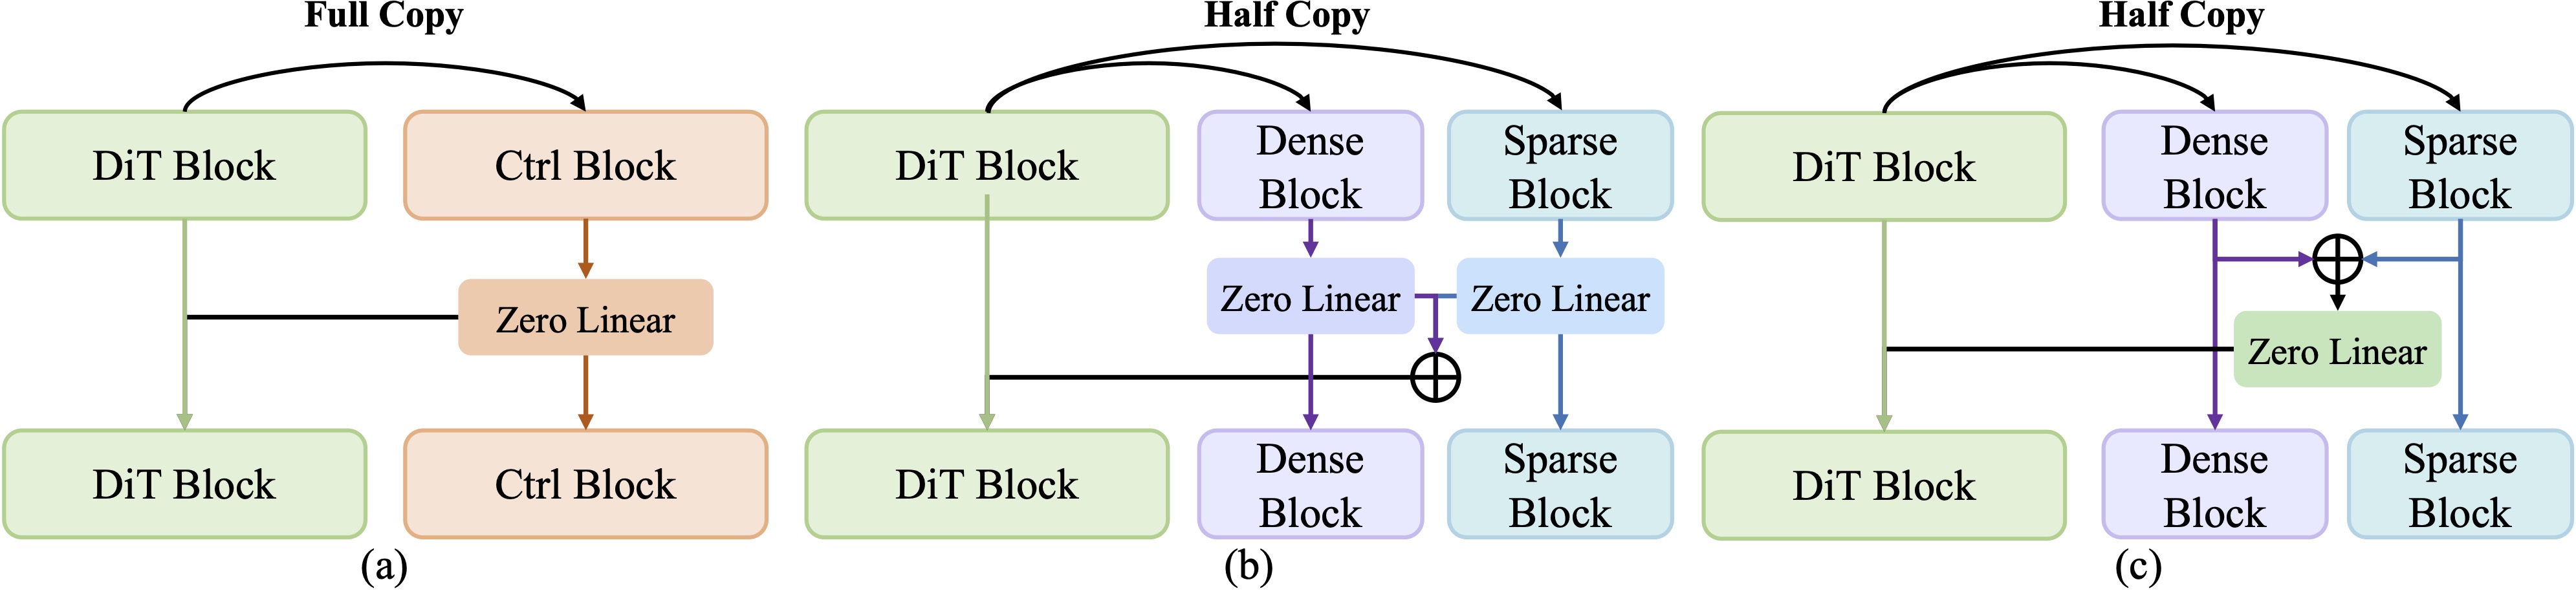 Full Copy
DiT Block
Ctrl Block
Zero Linear
DiT Block
Ctrl Block
(a)
Half Copy
DiT Block
Dense
Block
Sparse
Block
Zero Linear
Zero Linear
DiT Block
Dense
Block
Sparse
Block
(b)
Half Copy
DiT Block
Dense
Block
Sparse
Block
Zero Linear
DiT Block
Dense
Block
Sparse
Block
(c)